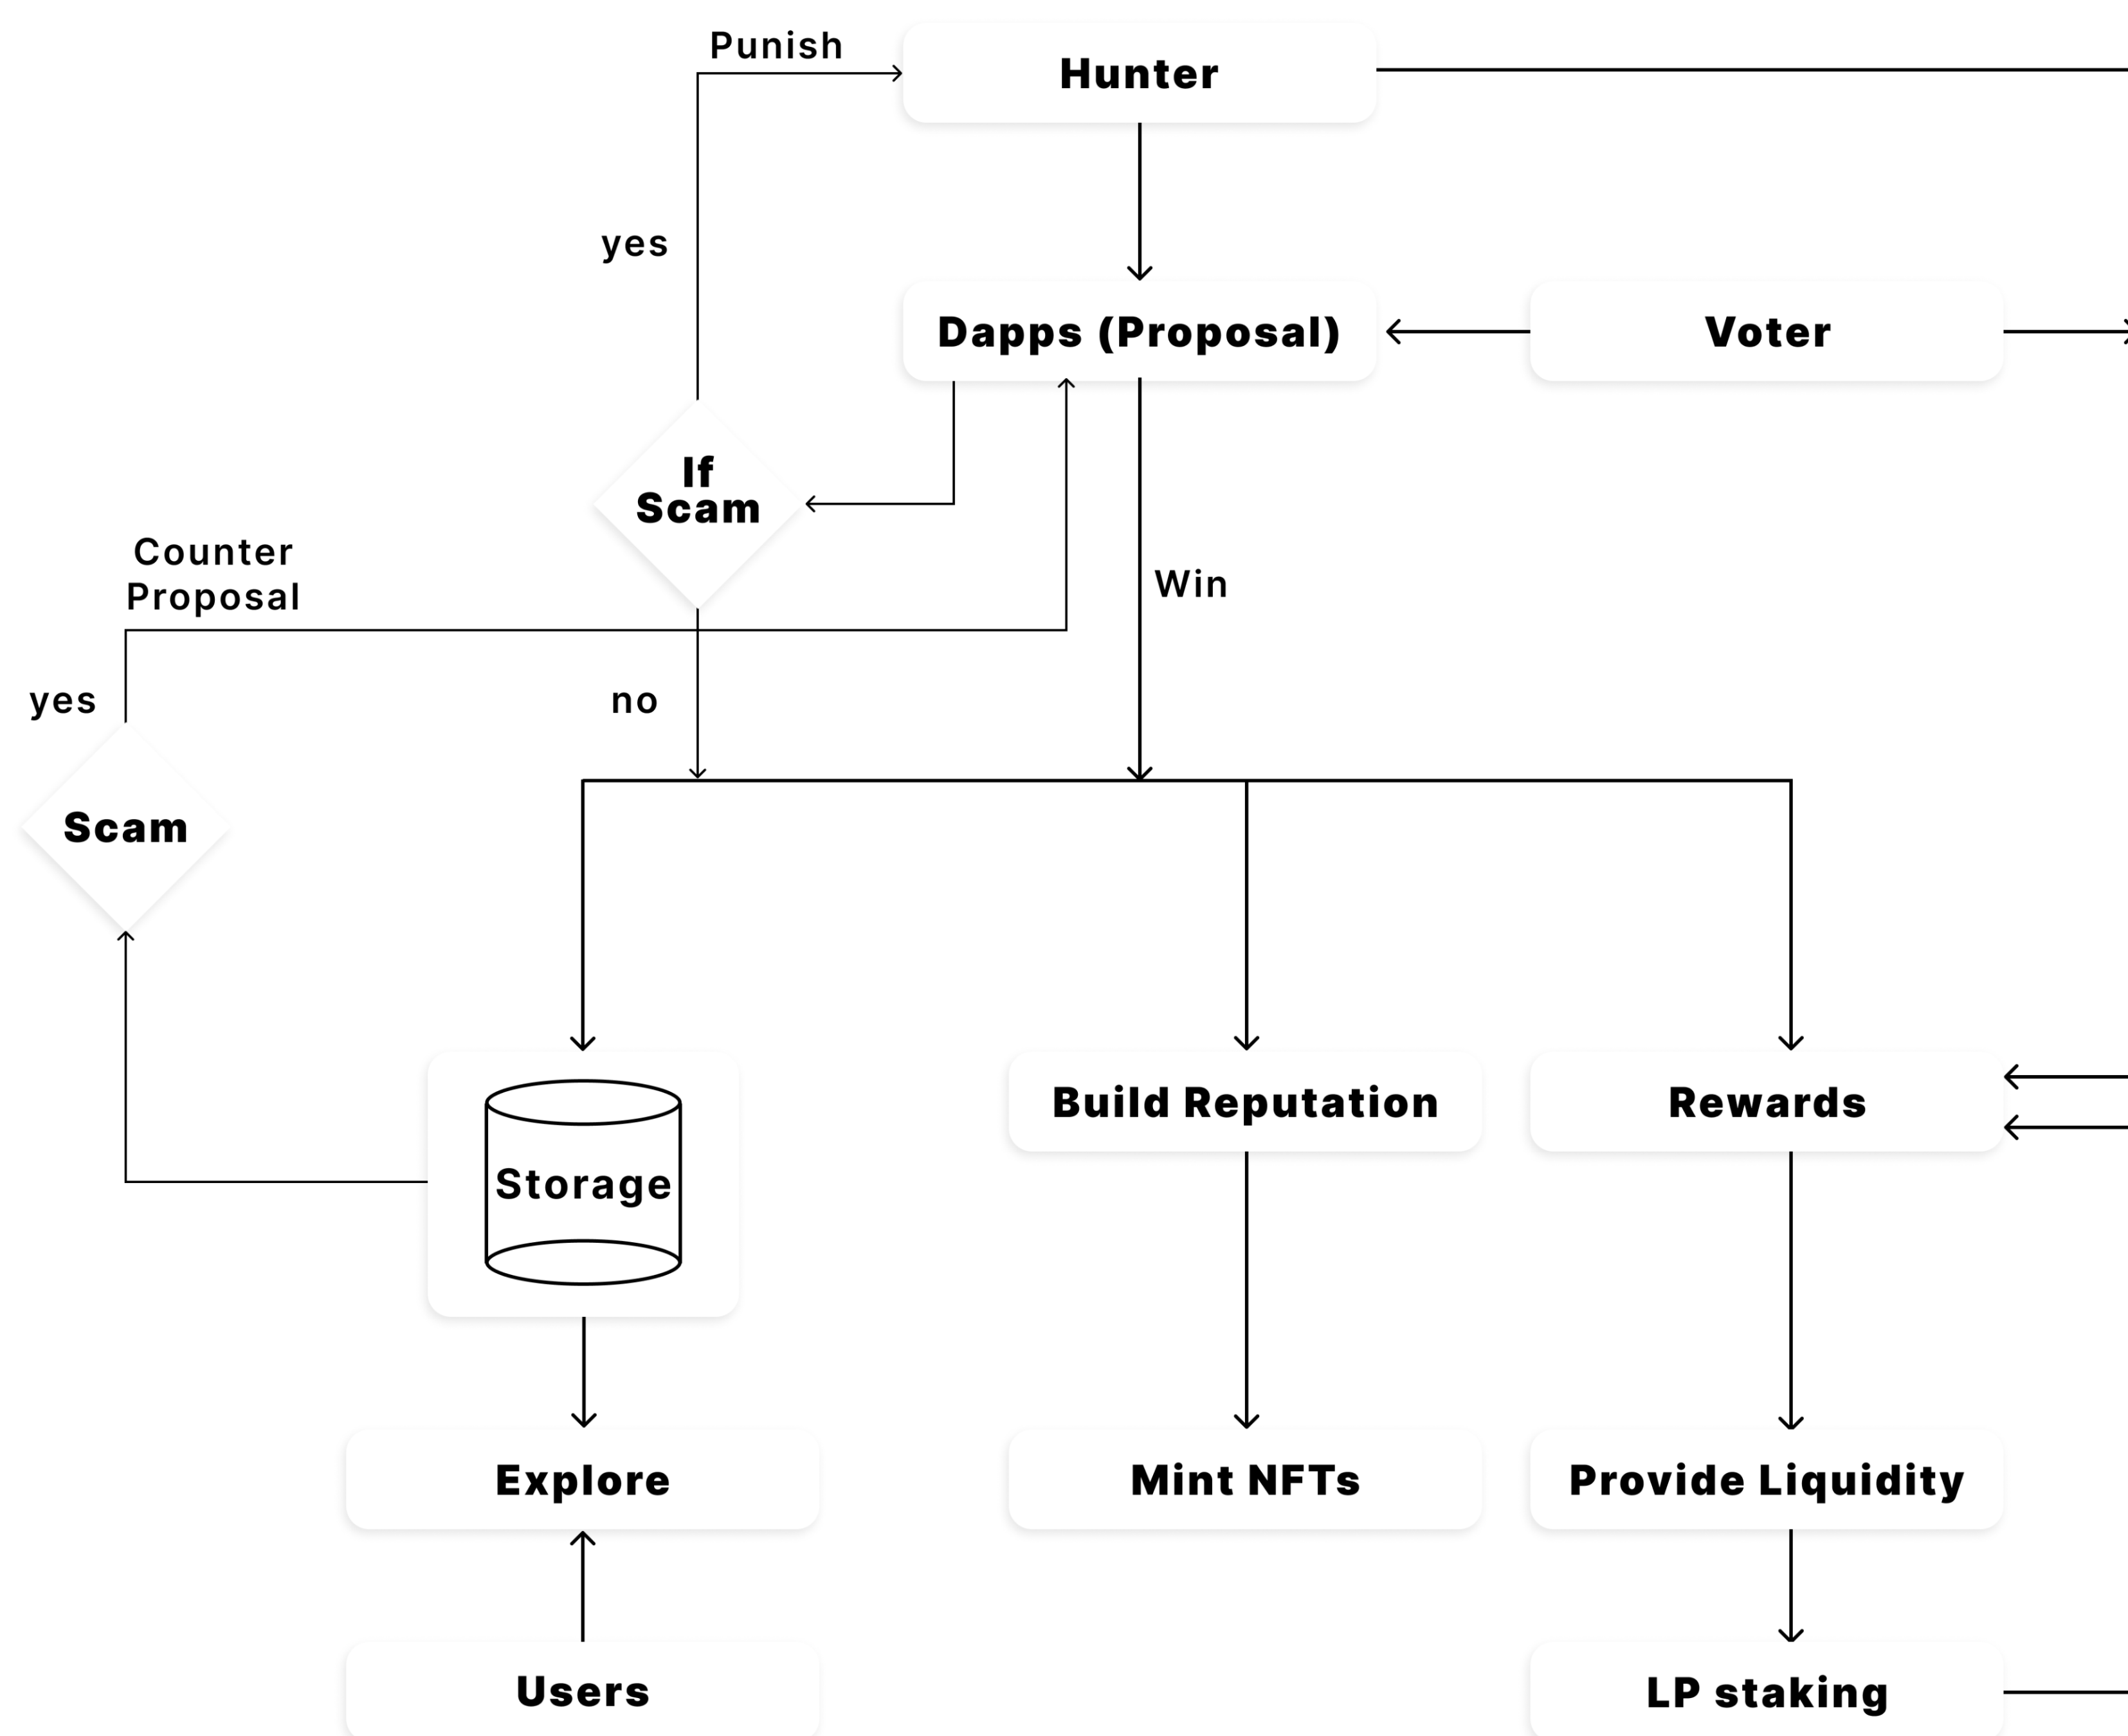 Punish
Hunter
yes
Dapps (Proposal)
Voter
If
Scam
Counter
Proposal
Win
yes
no
Scam
Build Reputation
Rewards
Storage
Explore
Mint NFTs
Provide Liquidity
Users
LP staking